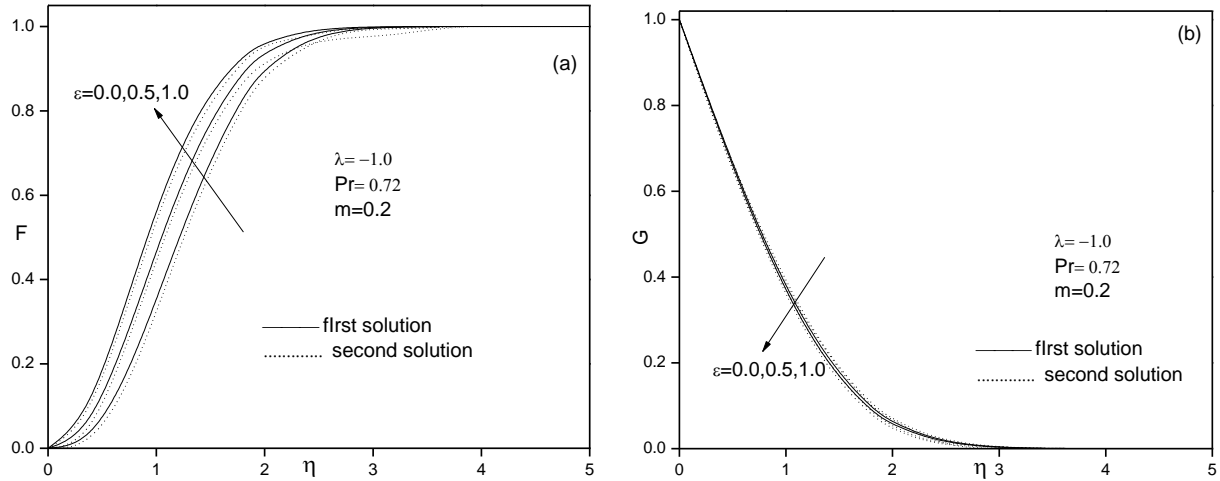 (a)
1.0
0.8
0.6
0.4
0.2
0.0
F
ε=0.0,0.5,1.0
λ= −1.0
Pr= 0.72
m=0.2
fIrst solution
second solution
0 1 2 3 4 5
η
(b)
1.0
0.8
0.6
0.4
0.2
0.0
G
λ= −1.0
Pr= 0.72
m=0.2
fIrst solution
second solution
ε=0.0,0.5,1.0
0 1 2 3 4 5
η